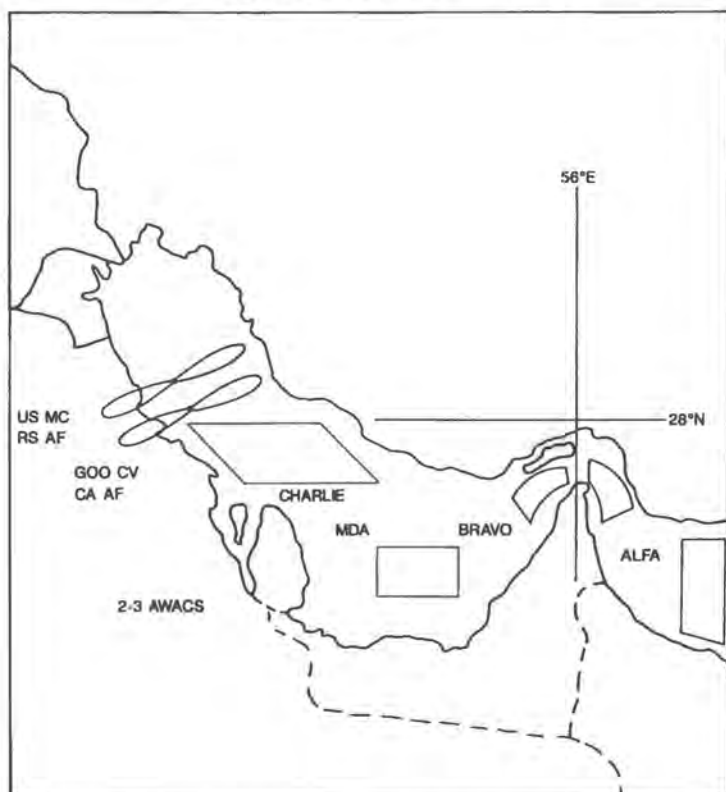 56°E
28°N
US MC
RS AF
GOO CV
CA AF
CHARLIE
MDA
BRAVO
ALFA
2-3 AWACS